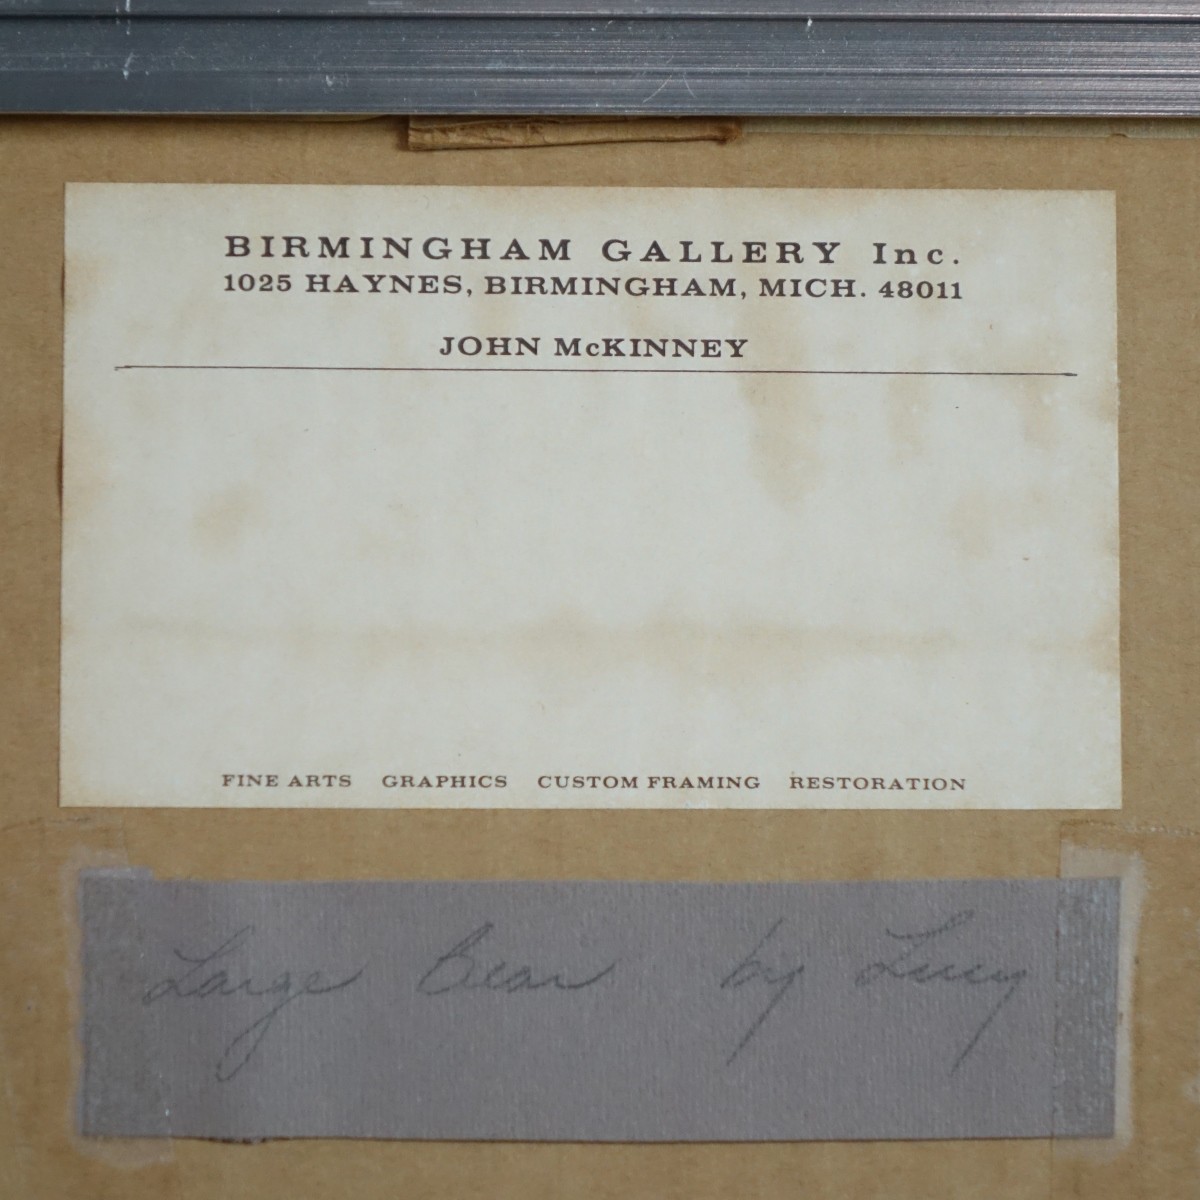 BIRMINGHAM GALLERY Inc.
1025 HAYNES, BIRMINGHAM, MICH. 48011
JOHN McKINNEY
FINE ARTS GRAPHICS CUSTOM FRAMING RESTORATION
Large Bear by Lucy